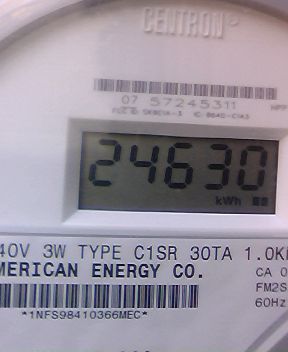 CENTRON®
07 57245311
24630
kWh
40V 3W TYPE C1SR 30TA 1.0K
MERICAN ENERGY CO.
CA 0
FM2S
60Hz
*1NFS98410366MEC*